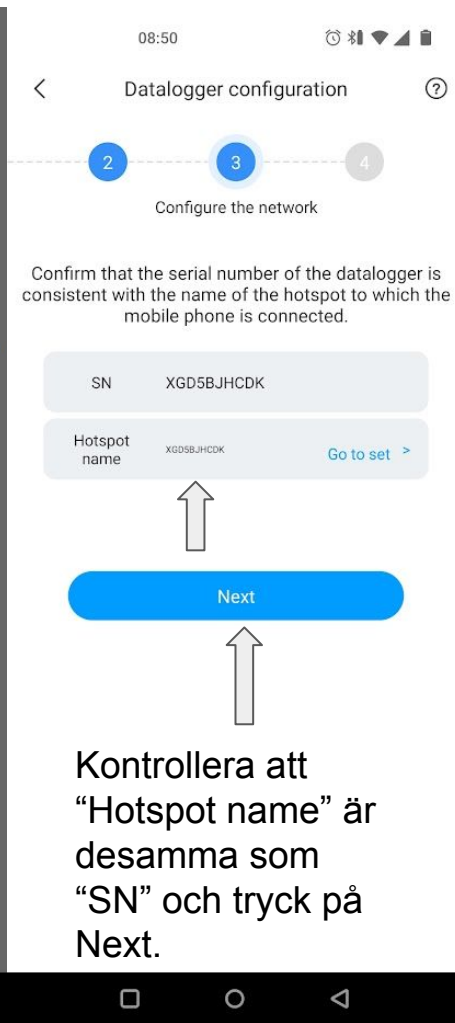 08:50
Datalogger configuration
?
2
3
4
Configure the network
Confirm that the serial number of the datalogger is
consistent with the name of the hotspot to which the
mobile phone is connected.
SN XGD5BJHCDK
Hotspot
name XGD5BJHCDK Go to set >
Next
Kontrollera att
“Hotspot name” är
desamma som
“SN” och tryck på
Next.